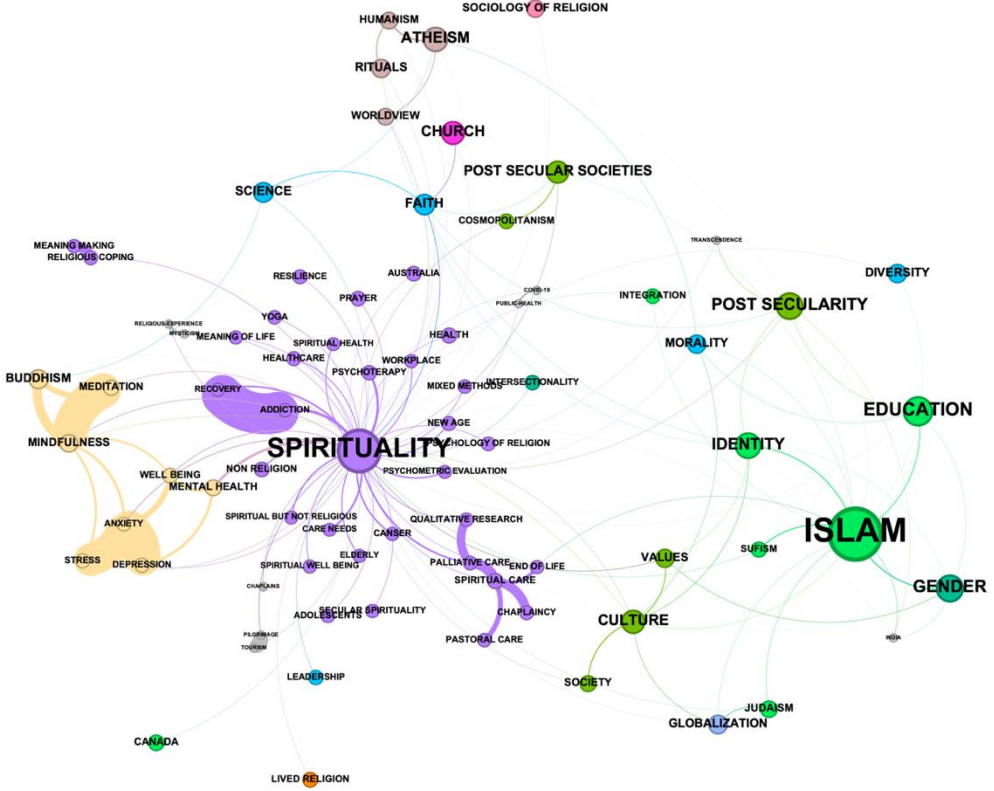 SOCIOLOGY OF RELIGION
HUMANISM
ATHEISM
RITUALS
WORLDVIEW
CHURCH
POST SECULAR SOCIETIES
SCIENCE
FAITH
COSMOPOLITANISM
TRANSCENDENCE
MEANING MAKING
RELIGIOUS COPING
AUSTRALIA
RESILIENCE
DIVERSITY
COVID-19
PRAYER
INTEGRATION
PUBLIC-HEALTH
POST SECULARITY
YOGA
RELIGIOUS-EXPERIENCE
MYSTICISM
MEANING OF LIFE
SPIRITUAL HEALTH
HEALTH
MORALITY
HEALTHCARE
WORKPLACE
PSYCHOTERAPY
BUDDHISM
MEDITATION
RECOVERY
MIXED METHODS
INTERSECTIONALITY
ADDICTION
EDUCATION
NEW AGE
MINDFULNESS
SPIRITUALITY
PSYCHOLOGY OF RELIGION
IDENTITY
NON RELIGION
PSYCHOMETRIC EVALUATION
WELL BEING
MENTAL HEALTH
SPIRITUAL BUT NOT RELIGIOUS
QUALITATIVE RESEARCH
ANXIETY
CARE NEEDS
CANSER
ISLAM
SUFISM
ELDERLY
VALUES
STRESS
DEPRESSION
SPIRITUAL WELL BEING
PALLIATIVE CARE
END OF LIFE
SPIRITUAL CARE
CHAPLAINS
GENDER
ADOLESCENTS
SECULAR SPIRITUALITY
CHAPLAINCY
CULTURE
PILGRIMAGE
TOURISM
PASTORAL CARE
INDIA
LEADERSHIP
SOCIETY
JUDAISM
GLOBALIZATION
CANADA
LIVED RELIGION